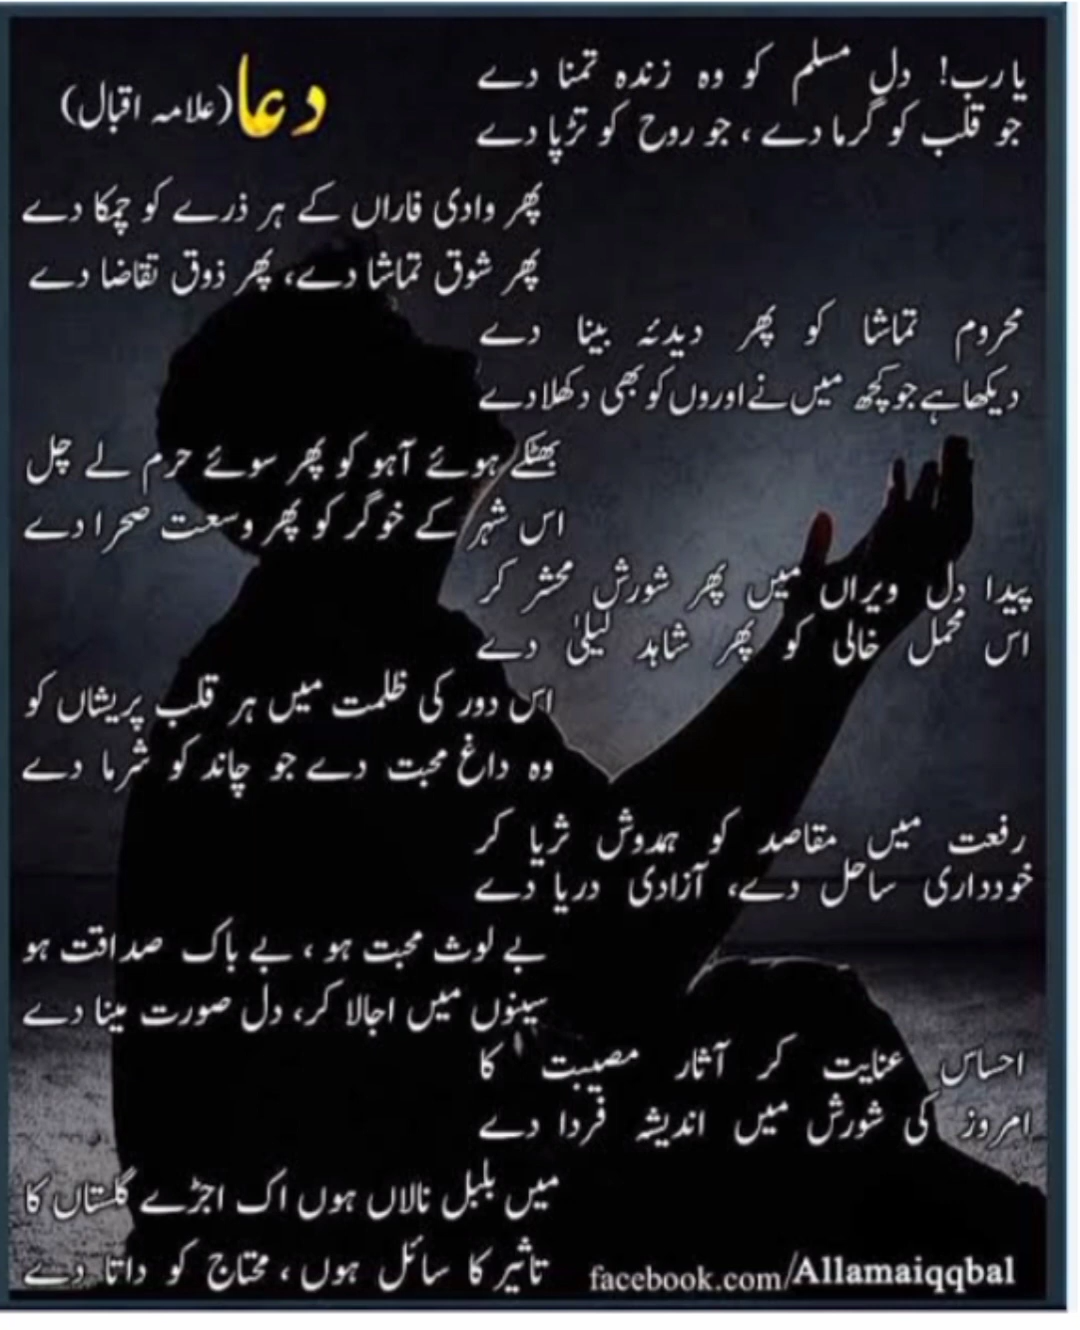 دعا (علامہ اقبال)
یا رب! دل مسلم کو وہ زندہ تمنا دے
جو قلب کو گرما دے ، جو روح کو تڑپا دے
پھر وادی فاراں کے ہر ذرے کو چمکا دے
پھر شوق تماشا دے، پھر ذوق تقاضا دے
محروم تماشا کو پھر دیدئہ بینا دے
دیکھا ہے جو کچھ میں نے اوروں کو بھی دکھلا دے
بھٹکے ہوئے آہو کو پھر سوئے حرم لے چل
اس شہر کے خوگر کو پھر وسعت صحرا دے
پیدا دل ویراں میں پھر شورش محشر کر
اس محمل خالی کو پھر شاہد لیلیٰ دے
اس دور کی ظلمت میں ہر قلب پریشاں کو
وہ داغ محبت دے جو چاند کو شرما دے
رفعت میں مقاصد کو ہمدوش ثریا کر
خودداری ساحل دے، آزادی دریا دے
بے لوث محبت ہو ، بے باک صداقت ہو
سینوں میں اجالا کر، دل صورت مینا دے
احساس عنایت کر آثار مصیبت کا
امروز کی شورش میں اندیشہ فردا دے
میں بلبل نالاں ہوں اک اجڑے گلستاں کا
تاثیر کا سائل ہوں ، محتاج کو داتا دے
facebook.com/Allamaiqqbal